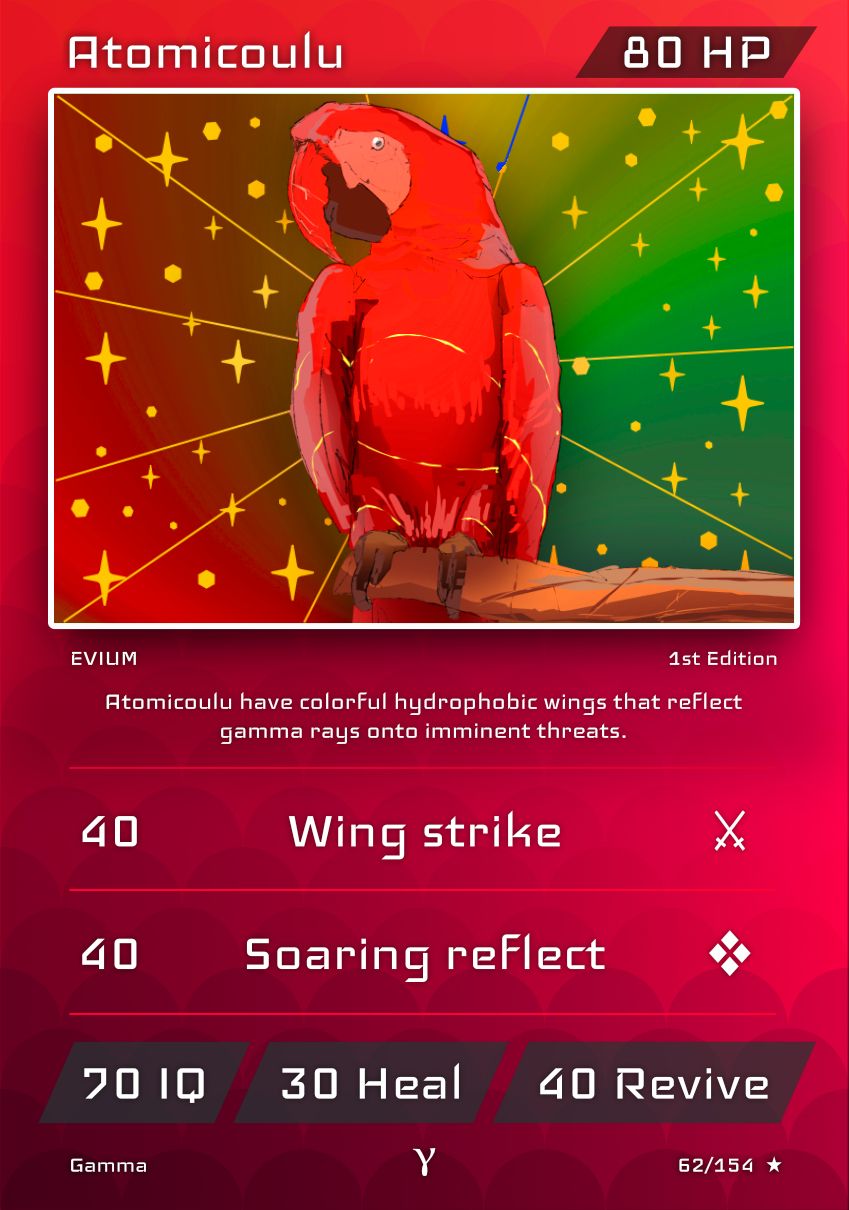 Atomicoulu 80 HP
EVIUM 1st Edition
Atomicoulu have colorful hydrophobic wings that reflect
gamma rays onto imminent threats.
40 Wing strike
40 Soaring reflect
70 IQ 30 Heal 40 Revive
Gamma γ 62/154 ★